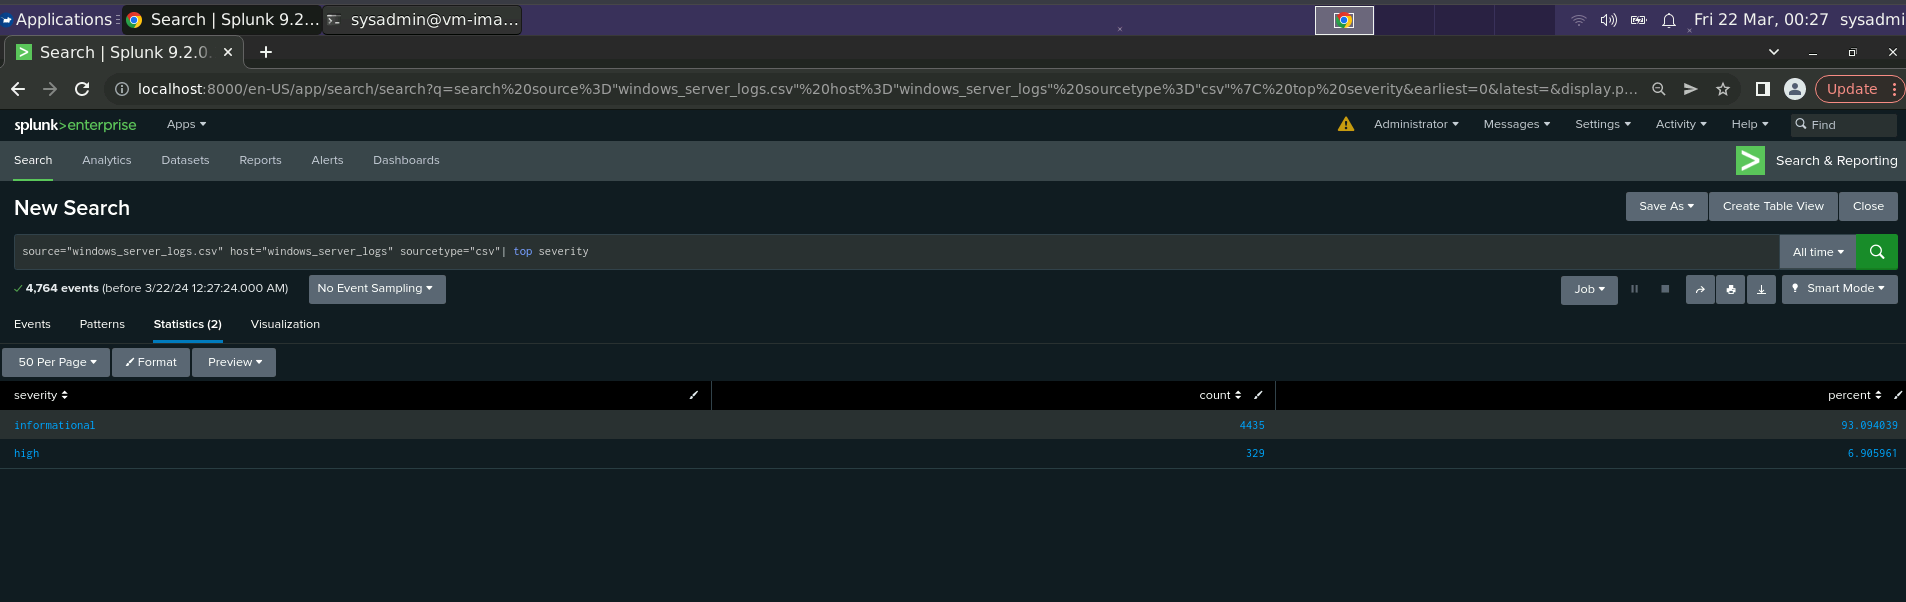 Applications Search | Splunk 9.2... sysadmin@vm-ima... Fri 22 Mar, 00:27 sysadmi
Search | Splunk 9.2.0.
localhost:8000/en-US/app/search/search?q=search%20source%3D"windows_server_logs.csv"%20host%3D"windows_server_logs"%20sourcetype%3D"csv"%7C%20top%20severity&earliest=0&latest=&display.p... Update
splunk>enterprise Apps Administrator Messages Settings Activity Help Find
Search Analytics Datasets Reports Alerts Dashboards Search & Reporting
New Search Save As Create Table View Close
source="windows_server_logs.csv" host="windows_server_logs" sourcetype="csv"| top severity All time
4,764 events (before 3/22/24 12:27:24.000 AM) No Event Sampling Job Smart Mode
Events Patterns Statistics (2) Visualization
50 Per Page Format Preview
severity count percent
informational 4435 93.094039
high 329 6.905961